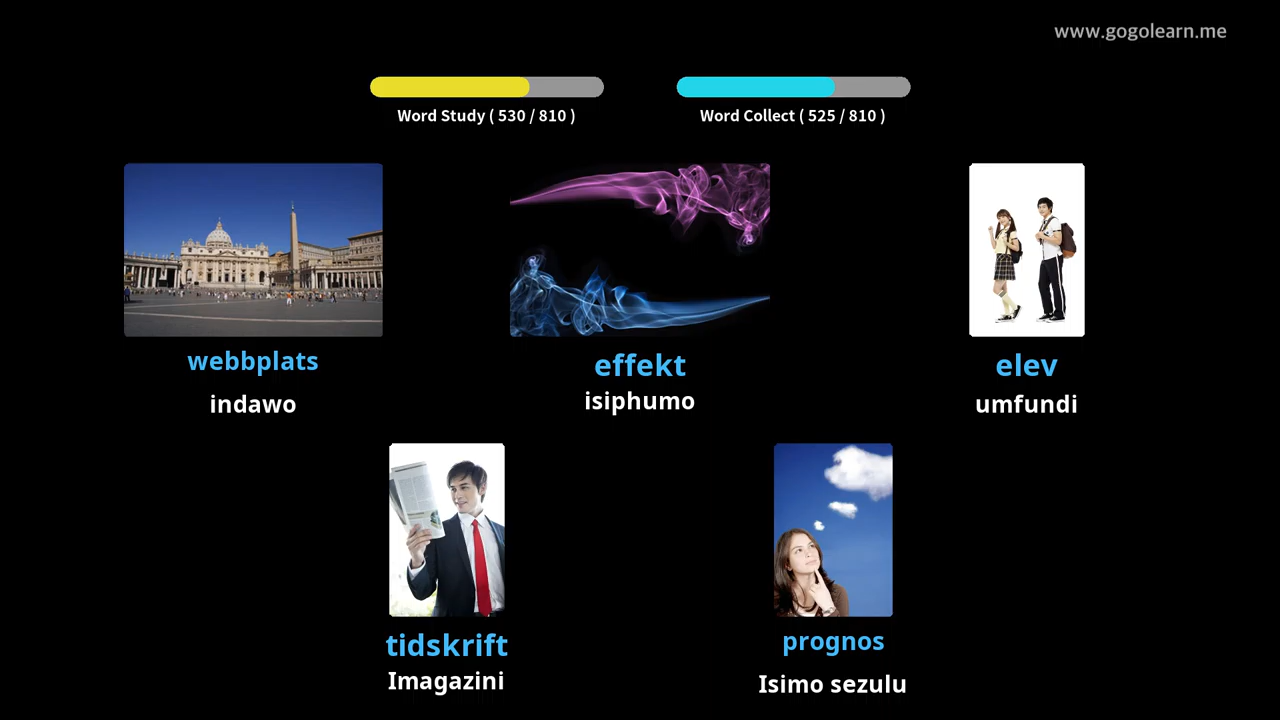 www.gogolearn.me
Word Study ( 530 / 810 )
Word Collect ( 525 / 810 )
webbplats
indawo
effekt
isiphumo
elev
umfundi
tidskrift
Imagazini
prognos
Isimo sezulu